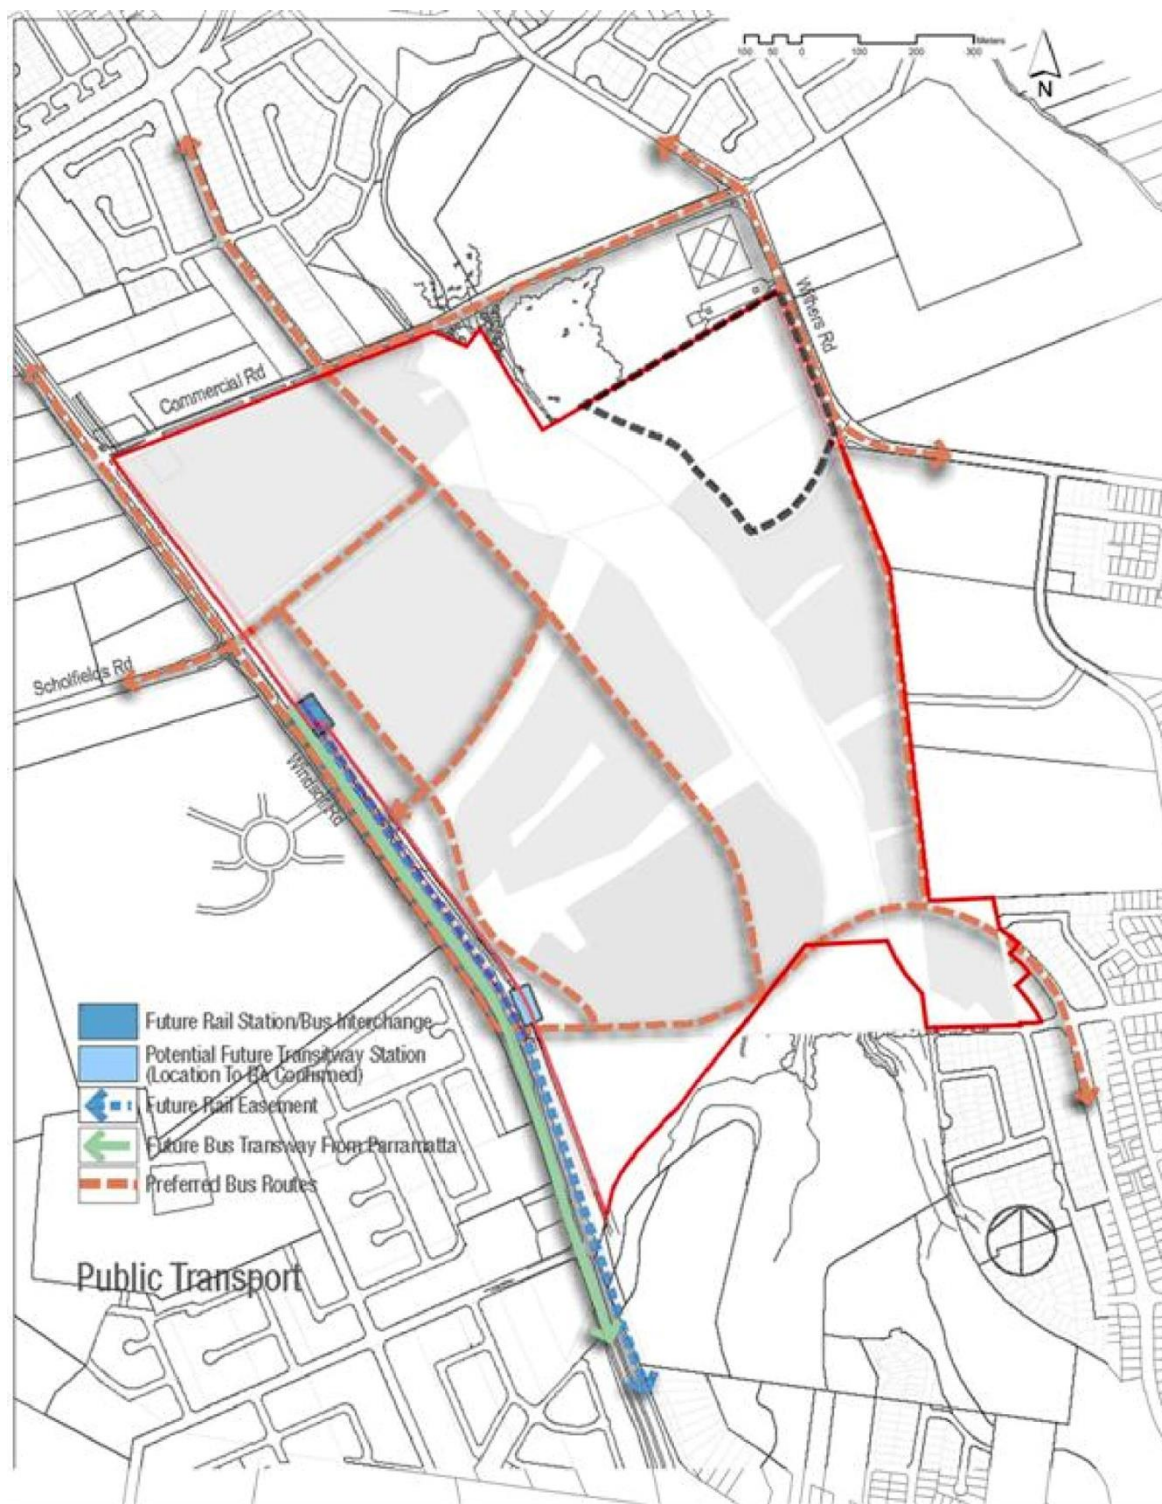 100 50 0 100 200 300 Meters
N
Withers Rd
Commercial Rd
Scholfields Rd
Windsor Rd
Future Rail Station/Bus Interchange
Potential Future Transitway Station
(Location To Be Confirmed)
Future Rail Easement
Future Bus Transway From Parramatta
Preferred Bus Routes
Public Transport